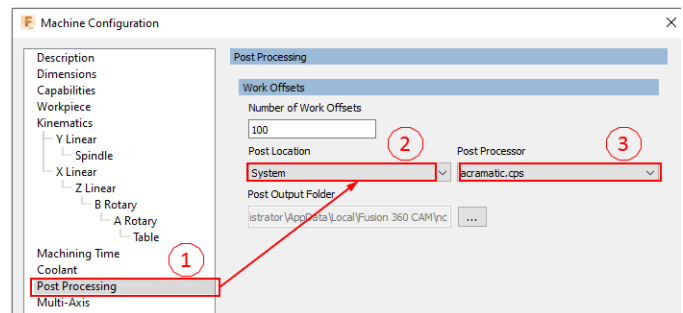 Machine Configuration
Description
Dimensions
Capabilities
Workpiece
Kinematics
Y Linear
Spindle
X Linear
Z Linear
B Rotary
A Rotary
Table
Machining Time
Coolant
Post Processing
Multi-Axis
1
Post Processing
Work Offsets
Number of Work Offsets
100
2
3
Post Location
Post Processor
System
acramatic.cps
Post Output Folder
istrator\AppData\Local\Fusion 360 CAM\nc
...